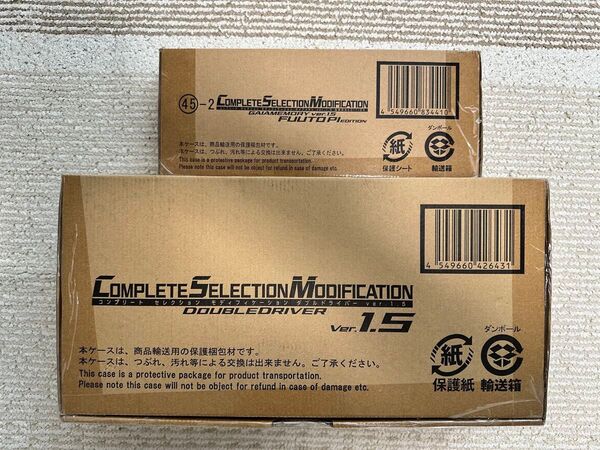 ㊺-2 COMPLETE SELECTION MODIFICATION
GAIAMEMORY ver.1.5
FUUTO PI EDITION
4 549660 834410
本ケースは、商品輸送用の保護梱包材です。
本ケースは、つぶれ、汚れ等による交換は出来ません。ご了承ください。
This case is a protective package for product transportation.
Please note this case will not be object for refund in case of damage etc.
紙
保護シート
ダンボール
輸送箱
4 549660 426431
COMPLETE SELECTION MODIFICATION
コンプリート セレクション モディフィケーション ダブルドライバー ver 1.5
DOUBLEDRIVER
Ver.1.5
本ケースは、商品輸送用の保護梱包材です。
本ケースは、つぶれ、汚れ等による交換は出来ません。ご了承ください。
This case is a protective package for product transportation.
Please note this case will not be object for refund in case of damage etc.
紙
保護紙
ダンボール
輸送箱